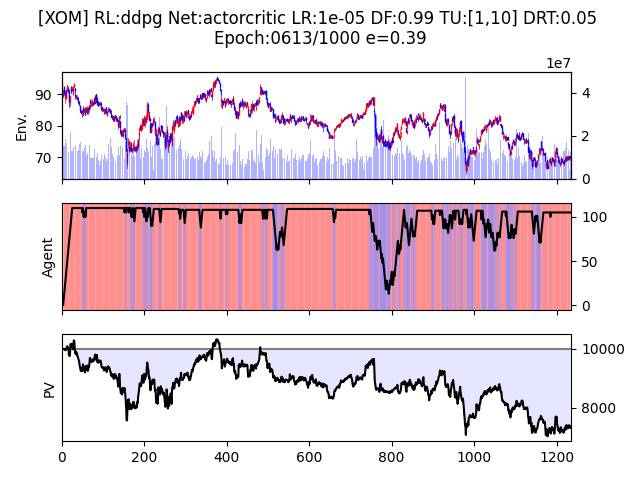 [XOM] RL:ddpg Net:actorcritic LR:1e-05 DF:0.99 TU:[1,10] DRT:0.05
Epoch:0613/1000 e=0.39
1e7
Env.
90
80
70
4
2
0
Agent
100
50
0
PV
10000
8000
0 200 400 600 800 1000 1200